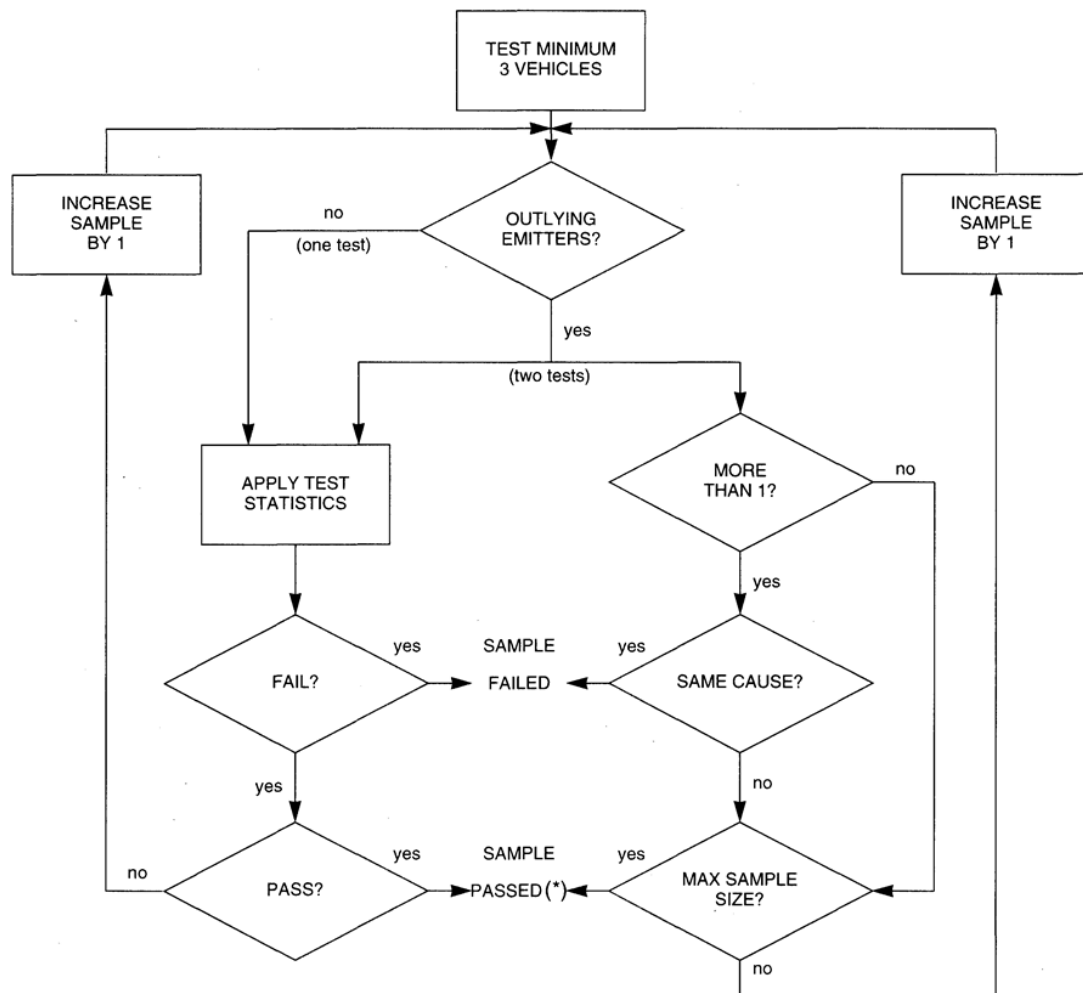 TEST MINIMUM
3 VEHICLES
INCREASE
SAMPLE
BY 1
OUTLYING
EMITTERS?
INCREASE
SAMPLE
BY 1
no
(one test)
yes
(two tests)
APPLY TEST
STATISTICS
MORE
THAN 1?
no
yes
FAIL?
yes
SAMPLE
FAILED
yes
SAME CAUSE?
yes
no
no
PASS?
yes
SAMPLE
PASSED (*)
yes
MAX SAMPLE
SIZE?
no